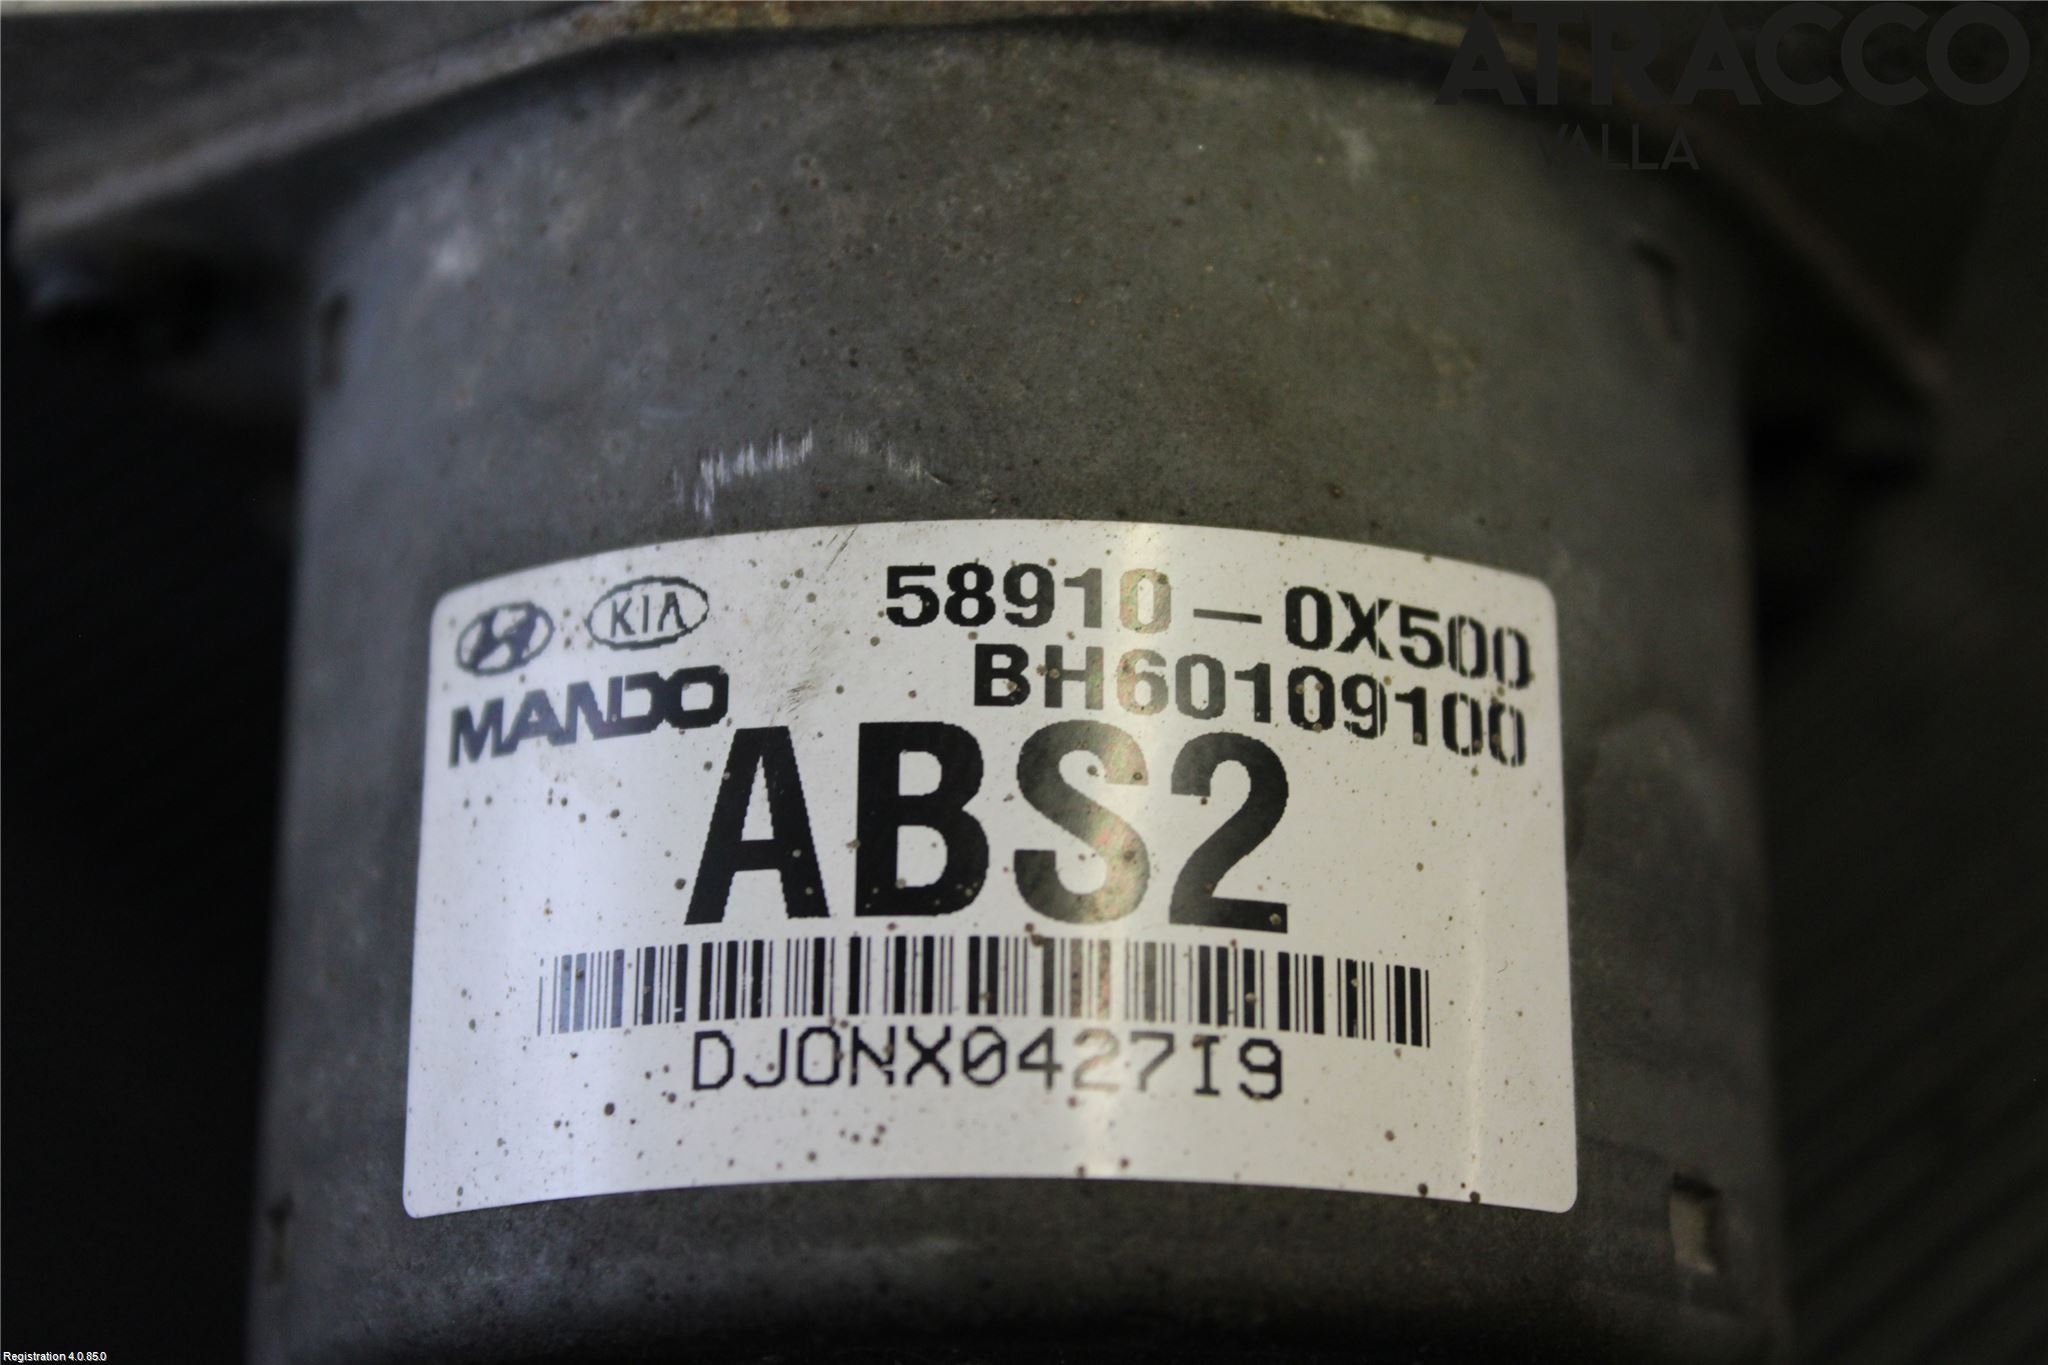 ATRACCO
VALLA
KIA
58910-0X500
MANDO
BH60109100
ABS2
DJONX0427I9
Registration 4.0.85.0